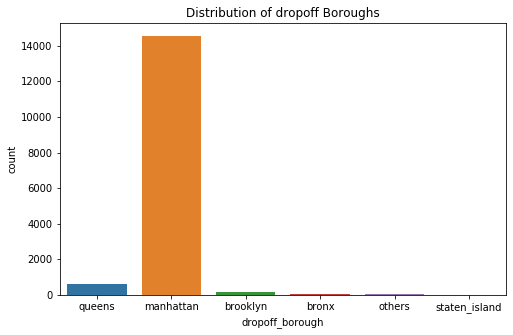 Distribution of dropoff Boroughs
14000
12000
10000
8000
6000
4000
2000
0
count
queens manhattan brooklyn bronx others staten_island
dropoff_borough